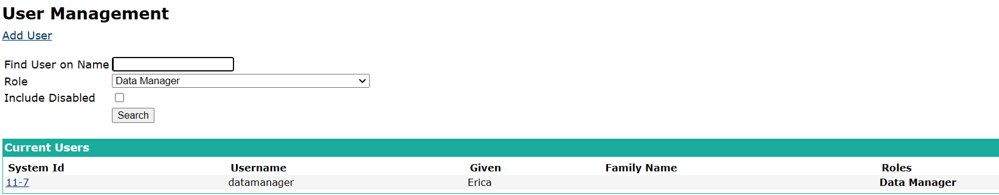 User Management
Add User
Find User on Name
Role Data Manager
Include Disabled
Search
Current Users
System Id Username Given Family Name Roles
11-7 datamanager Erica Data Manager